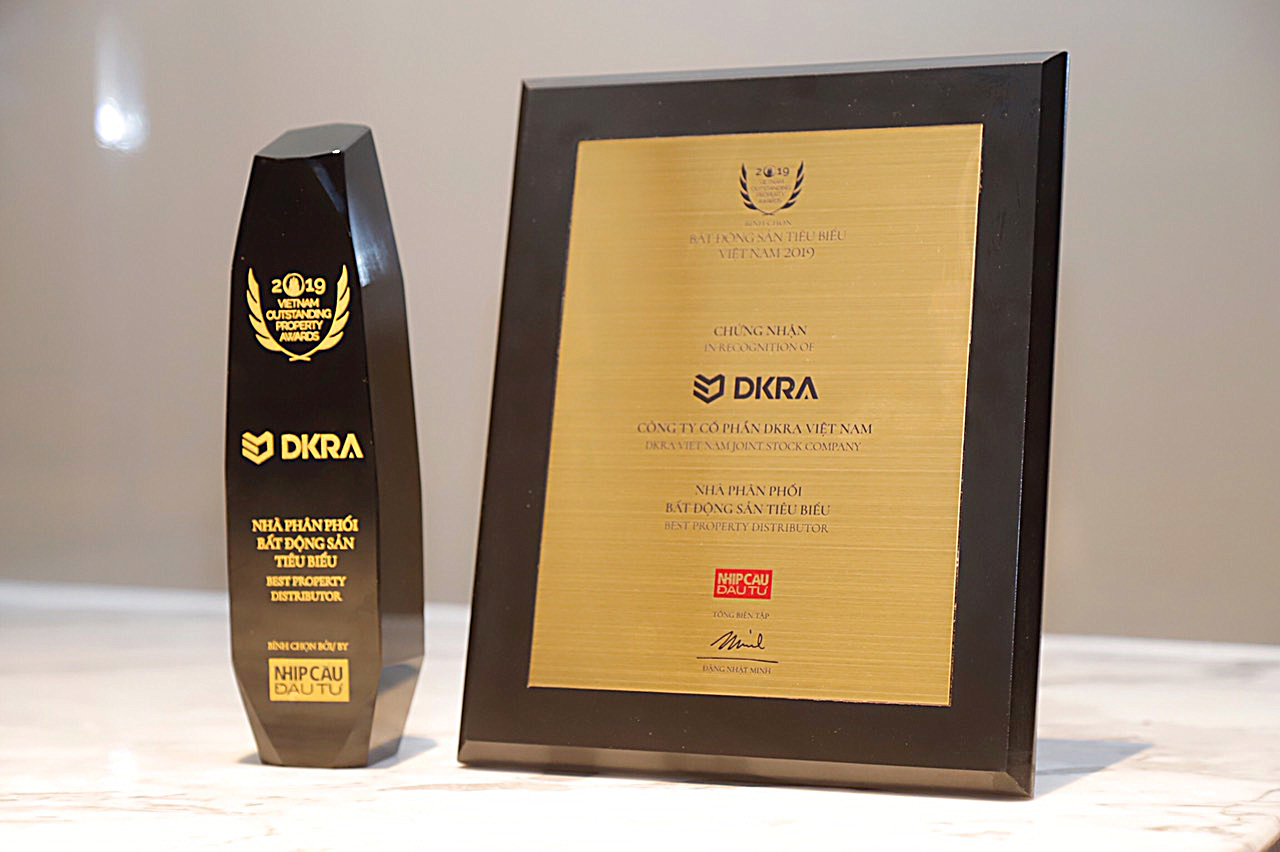 2019
VIETNAM
OUTSTANDING
PROPERTY
AWARDS
DKRA
NHÀ PHÂN PHỐI
BẤT ĐỘNG SẢN
TIÊU BIỂU
BEST PROPERTY
DISTRIBUTOR
BÌNH CHỌN BỞI/ BY
NHỊP CẦU
ĐẦU TƯ
2019
VIETNAM
OUTSTANDING
PROPERTY
AWARDS
BÌNH CHỌN
BẤT ĐỘNG SẢN TIÊU BIỂU
VIỆT NAM 2019
CHỨNG NHẬN
IN RECOGNITION OF
DKRA
CÔNG TY CỔ PHẦN DKRA VIỆT NAM
DKRA VIET NAM JOINT STOCK COMPANY
NHÀ PHÂN PHỐI
BẤT ĐỘNG SẢN TIÊU BIỂU
BEST PROPERTY DISTRIBUTOR
NHỊP CẦU
ĐẦU TƯ
TỔNG BIÊN TẬP
ĐẶNG NHẬT MINH